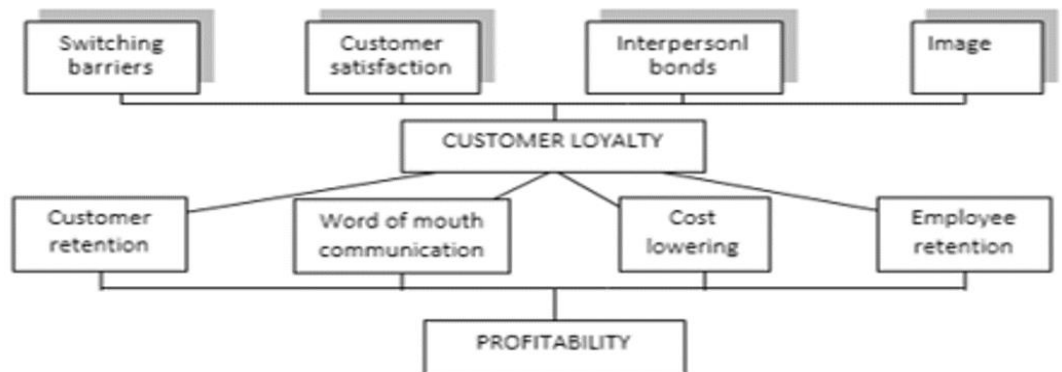 Switching
barriers
Customer
satisfaction
Interpersonl
bonds
Image
CUSTOMER LOYALTY
Customer
retention
Word of mouth
communication
Cost
lowering
Employee
retention
PROFITABILITY